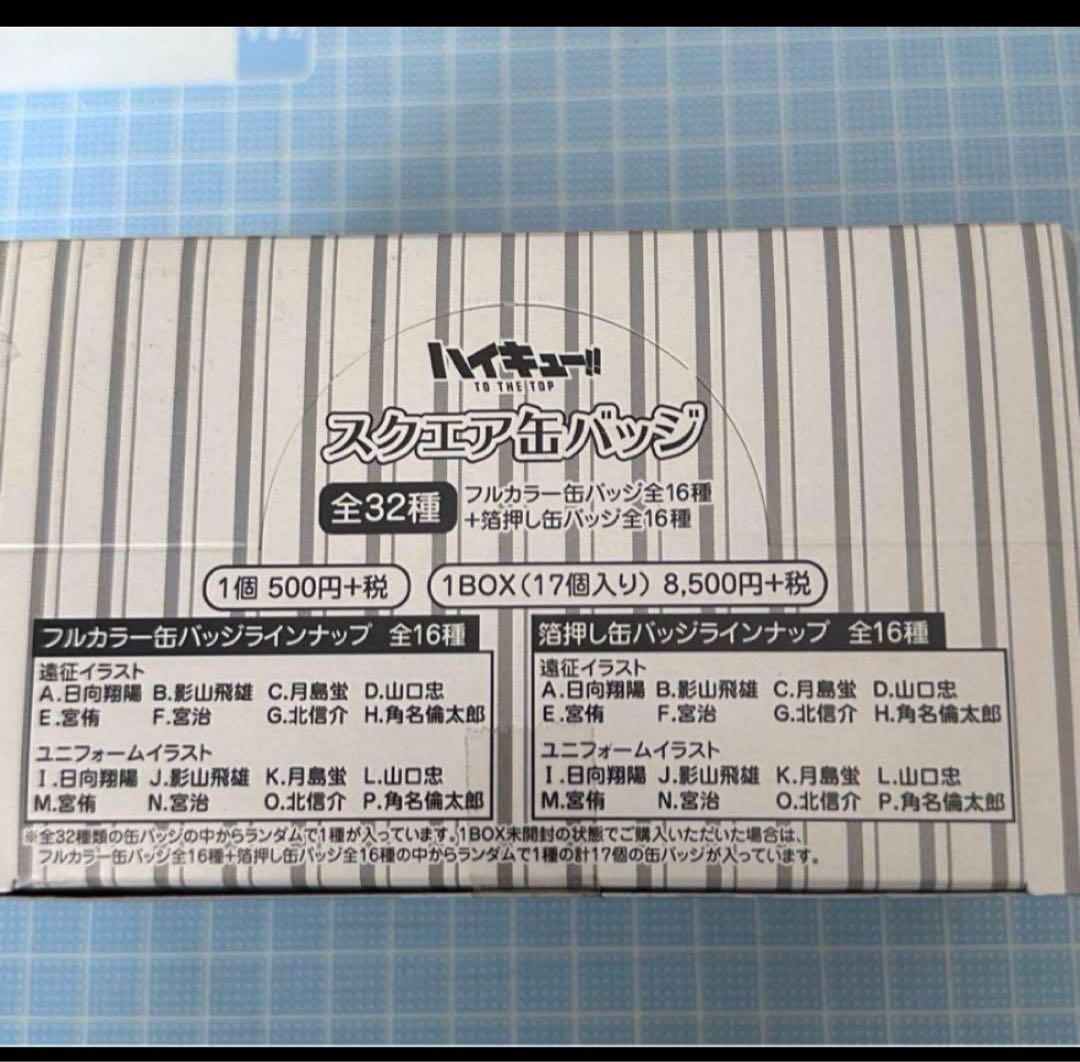 ハイキュー!!
TO THE TOP
スクエア缶バッジ
全32種
フルカラー缶バッジ全16種
+箔押し缶バッジ全16種
1個 500円+税
1BOX(17個入り) 8,500円+税
フルカラー缶バッジラインナップ 全16種
遠征イラスト
A.日向翔陽 B.影山飛雄 C.月島蛍 D.山口忠
E.宮侑 F.宮治 G.北信介 H.角名倫太郎
ユニフォームイラスト
I.日向翔陽 J.影山飛雄 K.月島蛍 L.山口忠
M.宮侑 N.宮治 O.北信介 P.角名倫太郎
箔押し缶バッジラインナップ 全16種
遠征イラスト
A.日向翔陽 B.影山飛雄 C.月島蛍 D.山口忠
E.宮侑 F.宮治 G.北信介 H.角名倫太郎
ユニフォームイラスト
I.日向翔陽 J.影山飛雄 K.月島蛍 L.山口忠
M.宮侑 N.宮治 O.北信介 P.角名倫太郎
※全32種類の缶バッジの中からランダムで1種が入っています。1BOX未開封の状態でご購入いただいた場合は、
フルカラー缶バッジ全16種+箔押し缶バッジ全16種の中からランダムで1種の計17個の缶バッジが入っています。